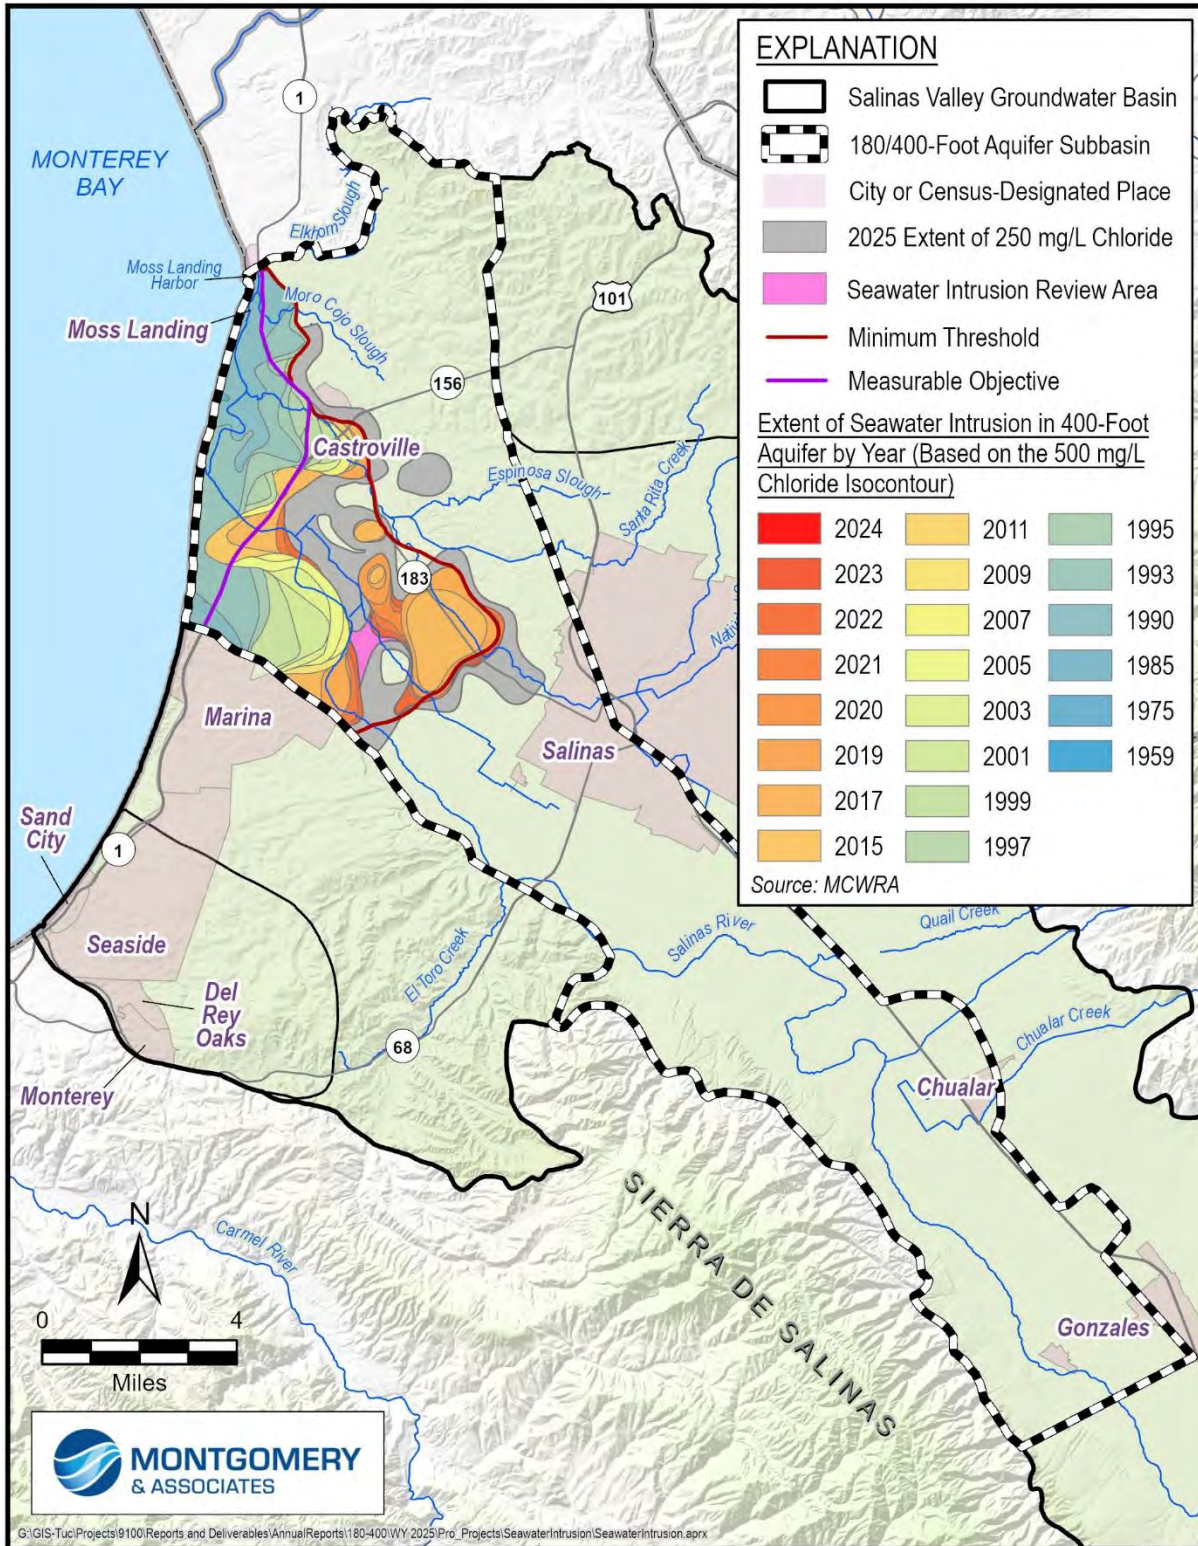 EXPLANATION
Salinas Valley Groundwater Basin
180/400-Foot Aquifer Subbasin
City or Census-Designated Place
2025 Extent of 250 mg/L Chloride
Seawater Intrusion Review Area
Minimum Threshold
Measurable Objective
Extent of Seawater Intrusion in 400-Foot
Aquifer by Year (Based on the 500 mg/L
Chloride Isocontour)
2024
2023
2022
2021
2020
2019
2017
2015
2011
2009
2007
2005
2003
2001
1999
1997
1995
1993
1990
1985
1975
1959
Source: MCWRA
1
MONTEREY
BAY
Elkhorn Slough
Moss Landing
Harbor
Moss Landing
Moro Cojo Slough
101
156
Castroville
Espinosa Slough
Santa Rita Creek
183
Marina
Salinas
Sand
City
1
Seaside
Del
Rey
Oaks
Monterey
El Toro Creek
68
Salinas River
Quail Creek
Chualar Creek
Chualar
Gonzales
SIERRA DE SALINAS
Carmel River
N
0 4
Miles
MONTGOMERY
& ASSOCIATES
G:\GIS-Tuc\Projects\9100\Reports and Deliverables\AnnualReports\180-400\WY 2025\Pro_Projects\SeawaterIntrusion\SeawaterIntrusion.aprx